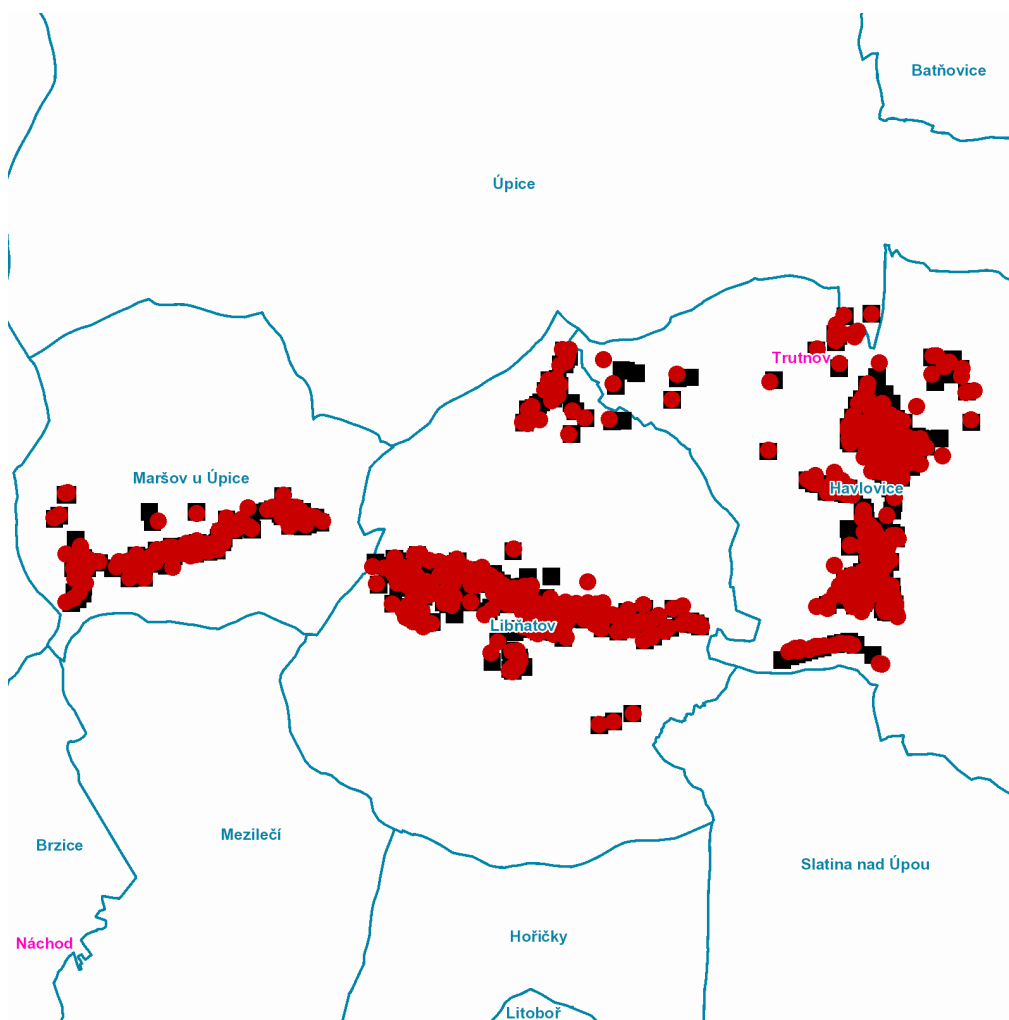 Batňovice
Úpice
Trutnov
Maršov u Úpice
Havlovice
Libňatov
Mezilečí
Brzice
Slatina nad Úpou
Hořičky
Náchod
Litoboř